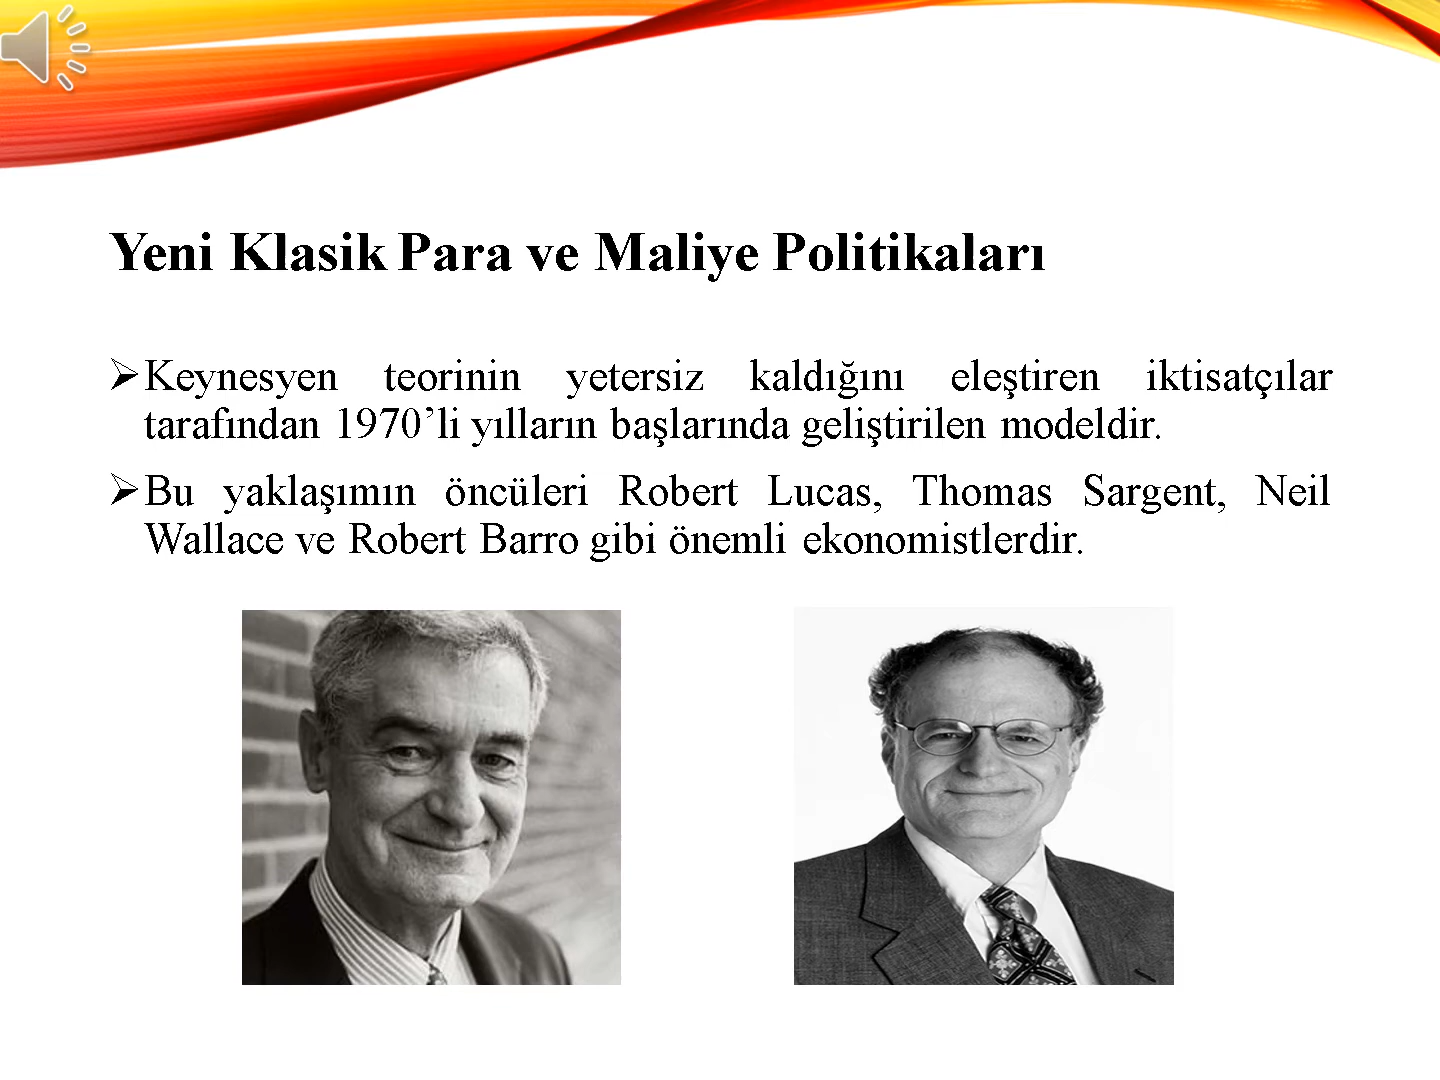 Yeni Klasik Para ve Maliye Politikaları
Keynesyen teorinin yetersiz kaldığını eleştiren iktisatçılar
tarafından 1970’li yılların başlarında geliştirilen modeldir.
Bu yaklaşımın öncüleri Robert Lucas, Thomas Sargent, Neil
Wallace ve Robert Barro gibi önemli ekonomistlerdir.